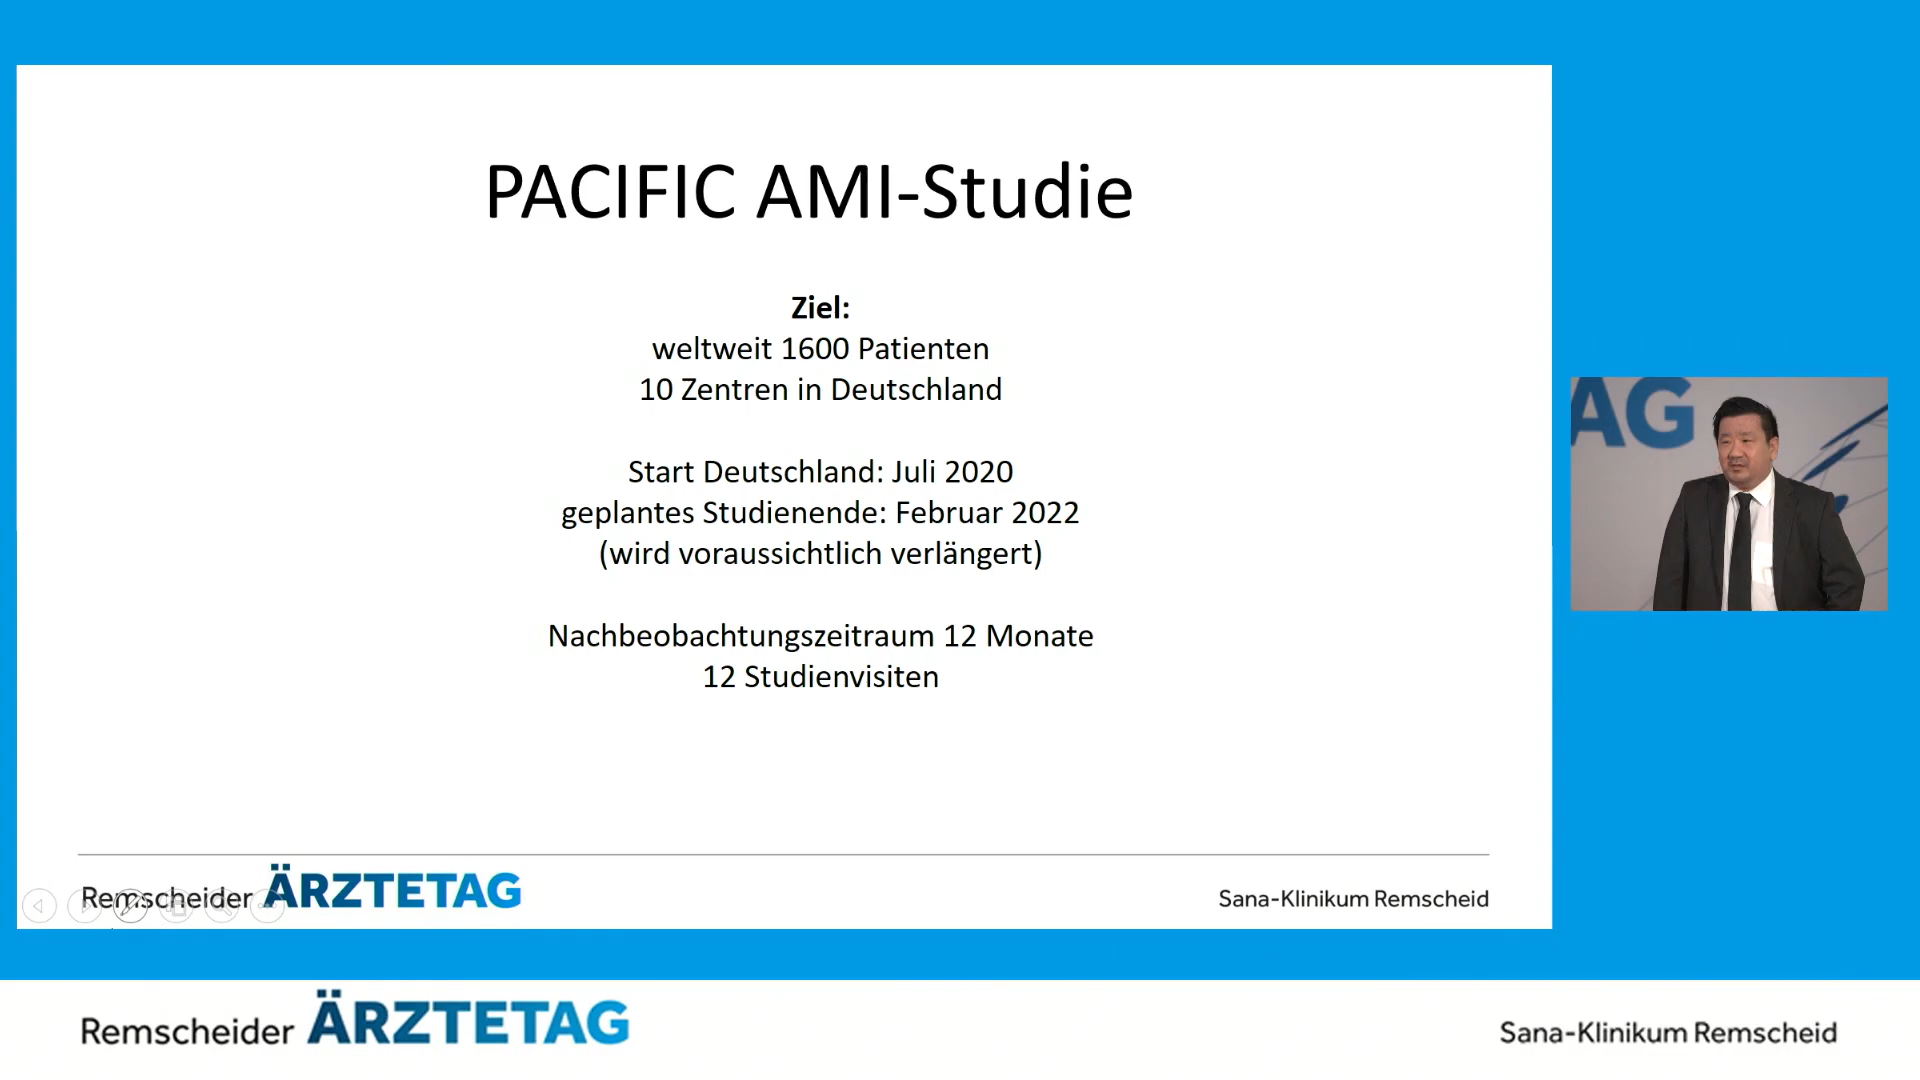 PACIFIC AMI-Studie
Ziel:
weltweit 1600 Patienten
10 Zentren in Deutschland
Start Deutschland: Juli 2020
geplantes Studienende: Februar 2022
(wird voraussichtlich verlängert)
Nachbeobachtungszeitraum 12 Monate
12 Studienvisiten
AG
Remscheider ÄRZTETAG
Sana-Klinikum Remscheid
Remscheider ÄRZTETAG
Sana-Klinikum Remscheid